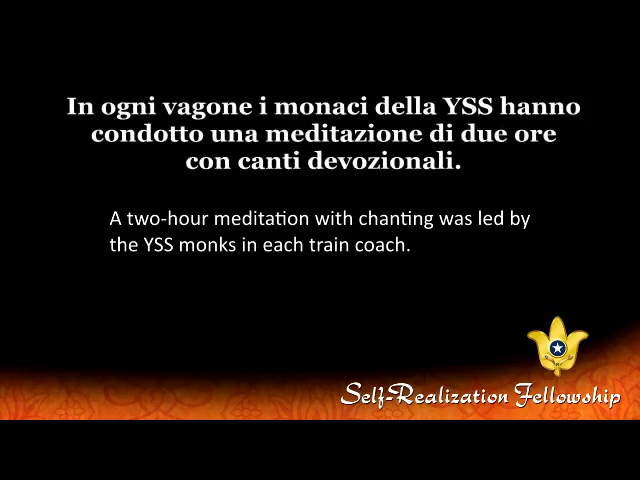 In ogni vagone i monaci della YSS hanno
condotto una meditazione di due ore
con canti devozionali.
A two-hour meditation with chanting was led by
the YSS monks in each train coach.
Self-Realization Fellowship